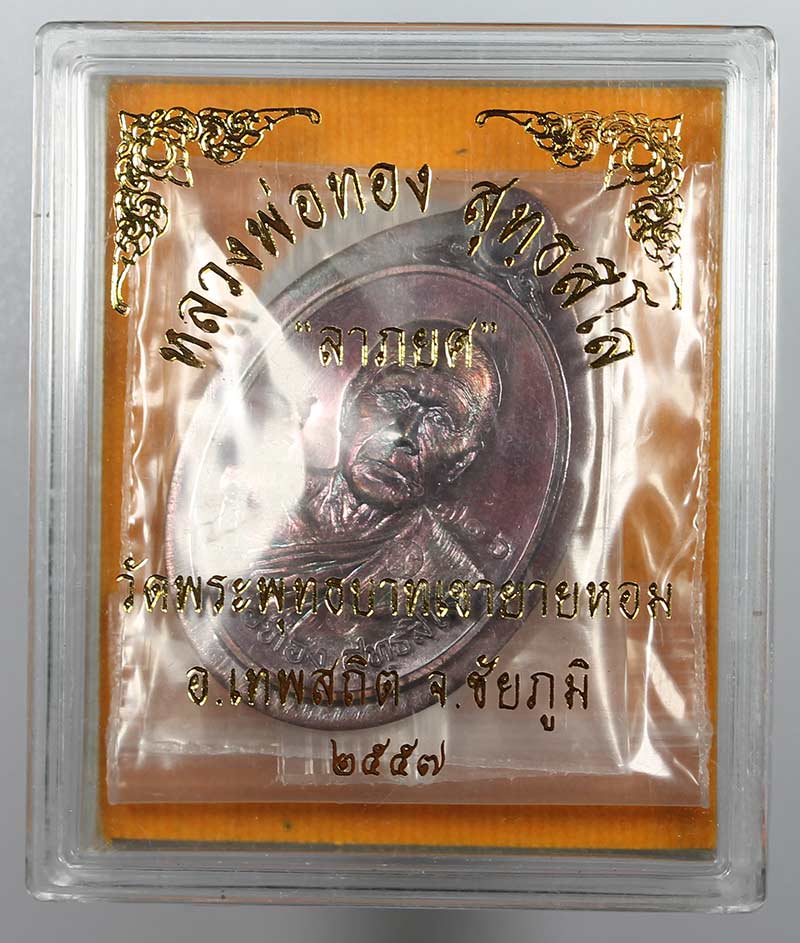 หลวงพ่อทอง สุทฺธสีโล
"ลาภยศ"
วัดพระพุทธบาทเขายายหอม
อ.เทพสถิต จ.ชัยภูมิ
๒๕๕๗